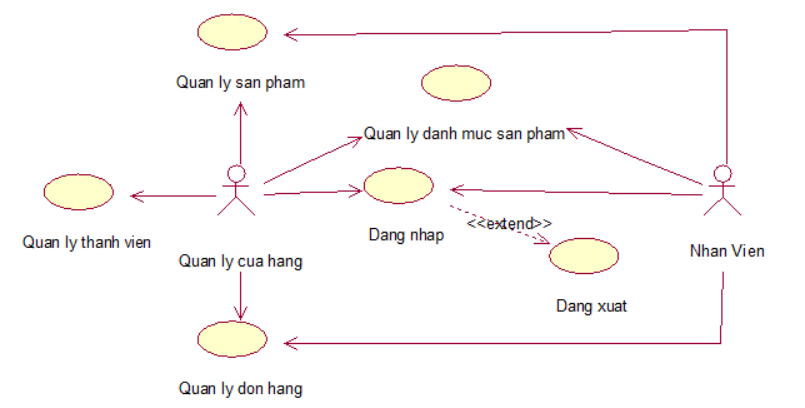 Quan ly san pham
Quan ly danh muc san pham
Quan ly thanh vien
Quan ly cua hang
Dang nhap
<<extend>>
Nhan Vien
Dang xuat
Quan ly don hang